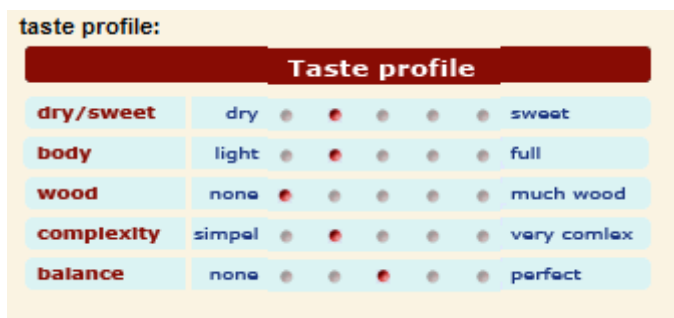 taste profile:
Taste profile
dry/sweet dry sweet
body light full
wood none much wood
complexity simpel very comlex
balance none perfect